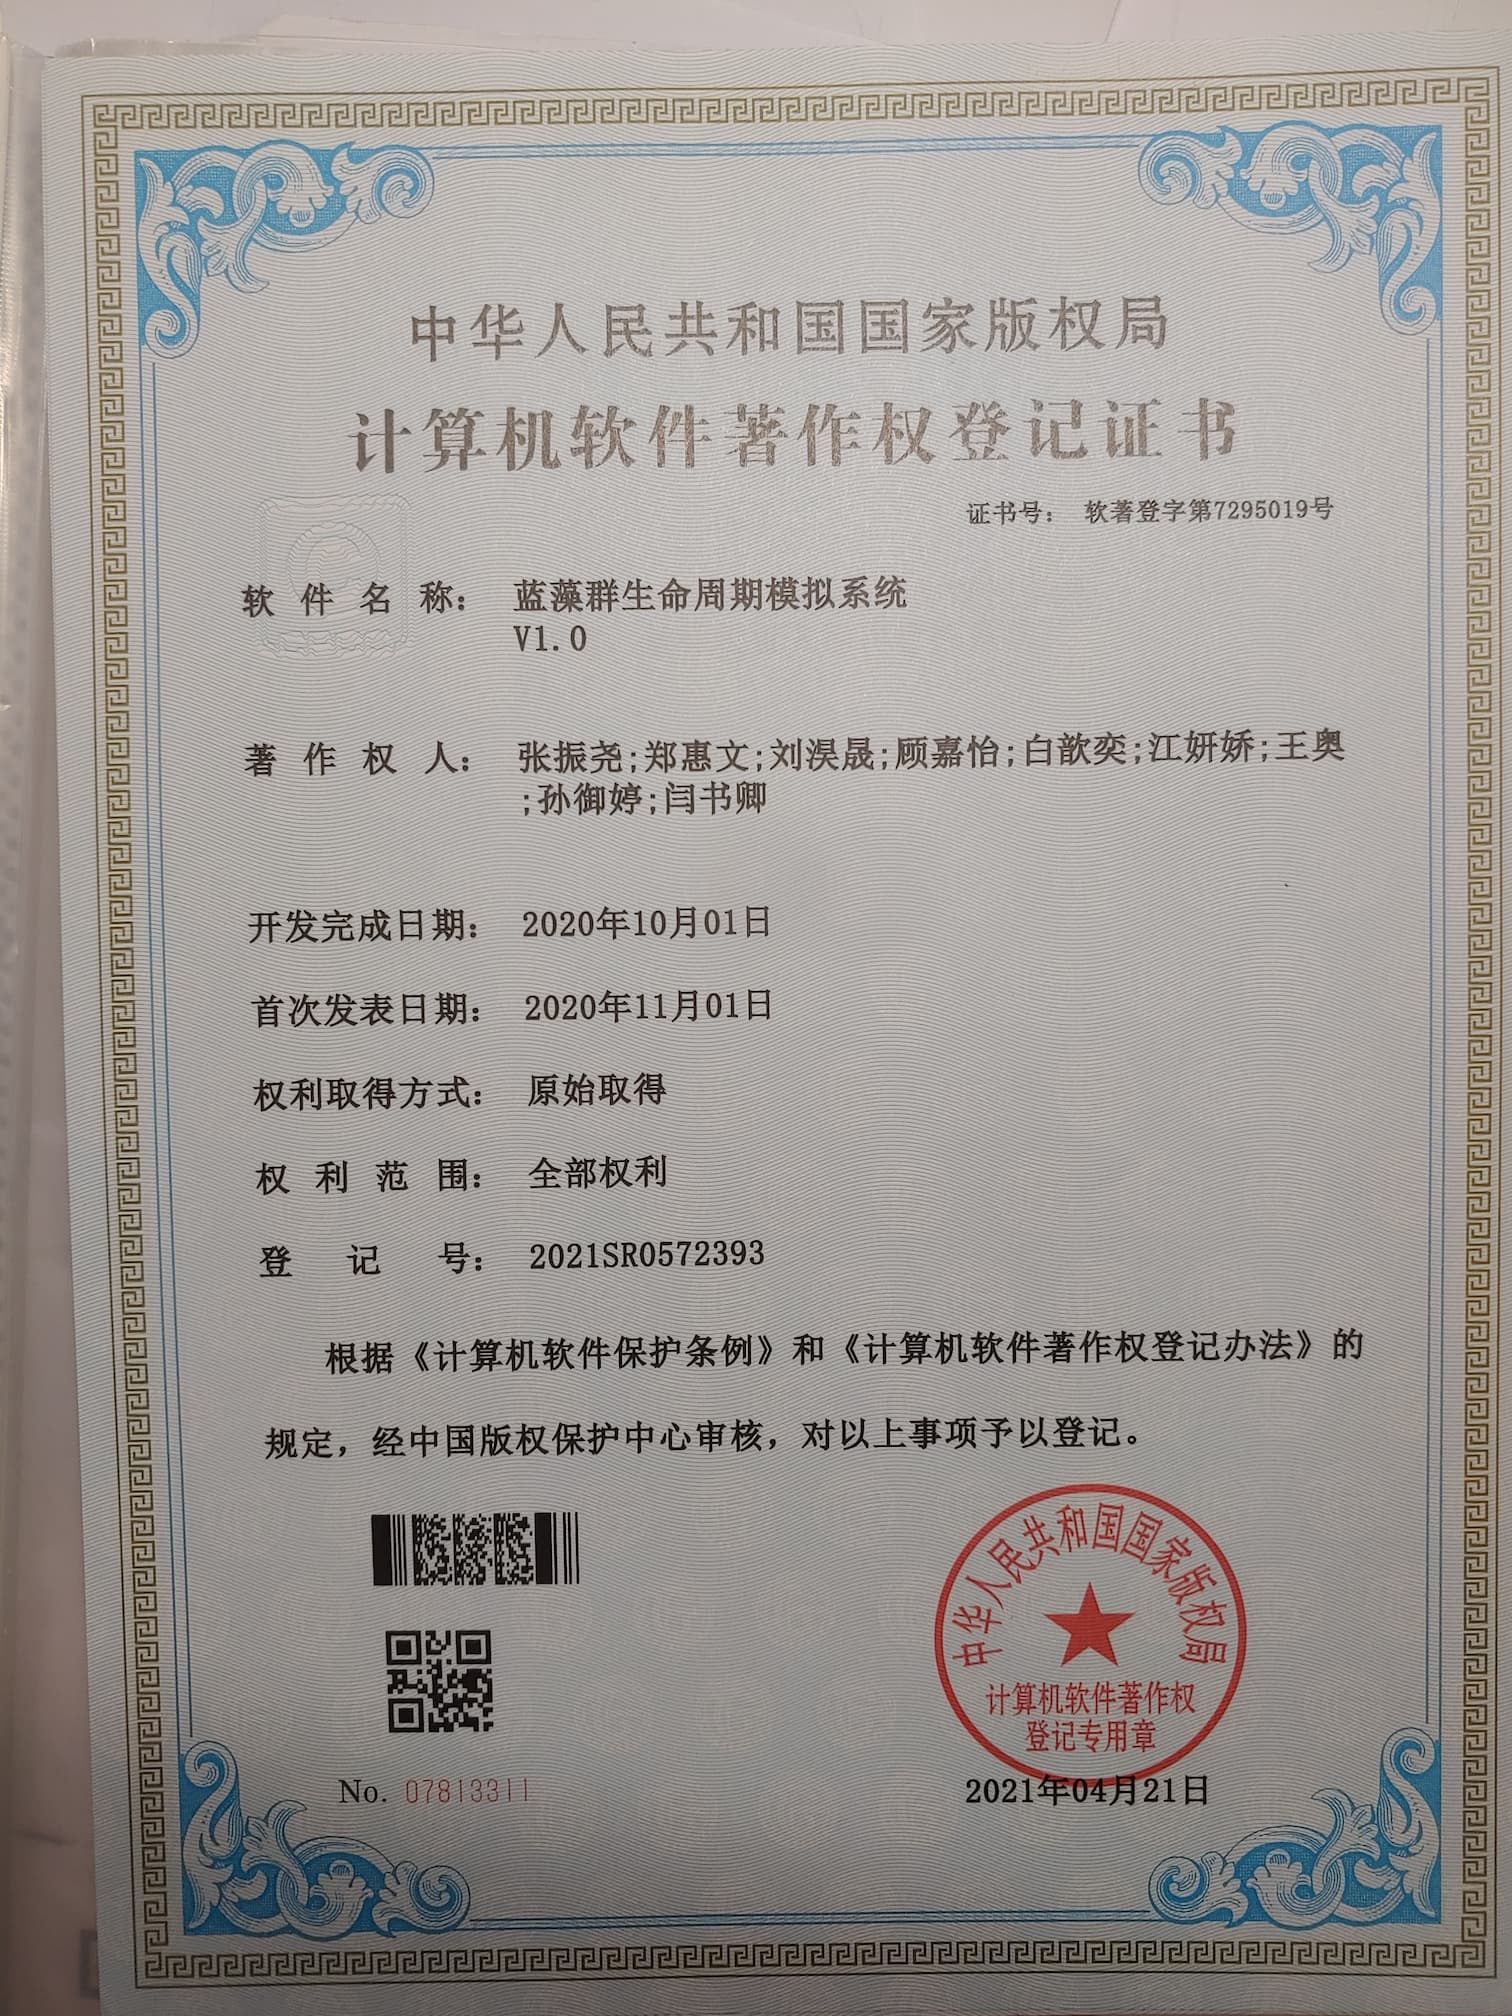 中华人民共和国国家版权局
计算机软件著作权登记证书
证书号： 软著登字第7295019号
软件名称： 蓝藻群生命周期模拟系统
V1.0
著作权人： 张振尧;郑惠文;刘淏晟;顾嘉怡;白歆奕;江妍娇;王奥
;孙御婷;闫书卿
开发完成日期： 2020年10月01日
首次发表日期： 2020年11月01日
权利取得方式： 原始取得
权利范围： 全部权利
登记号： 2021SR0572393
根据《计算机软件保护条例》和《计算机软件著作权登记办法》的
规定，经中国版权保护中心审核，对以上事项予以登记。
中华人民共和国国家版权局
计算机软件著作权
登记专用章
No. 07813311
2021年04月21日